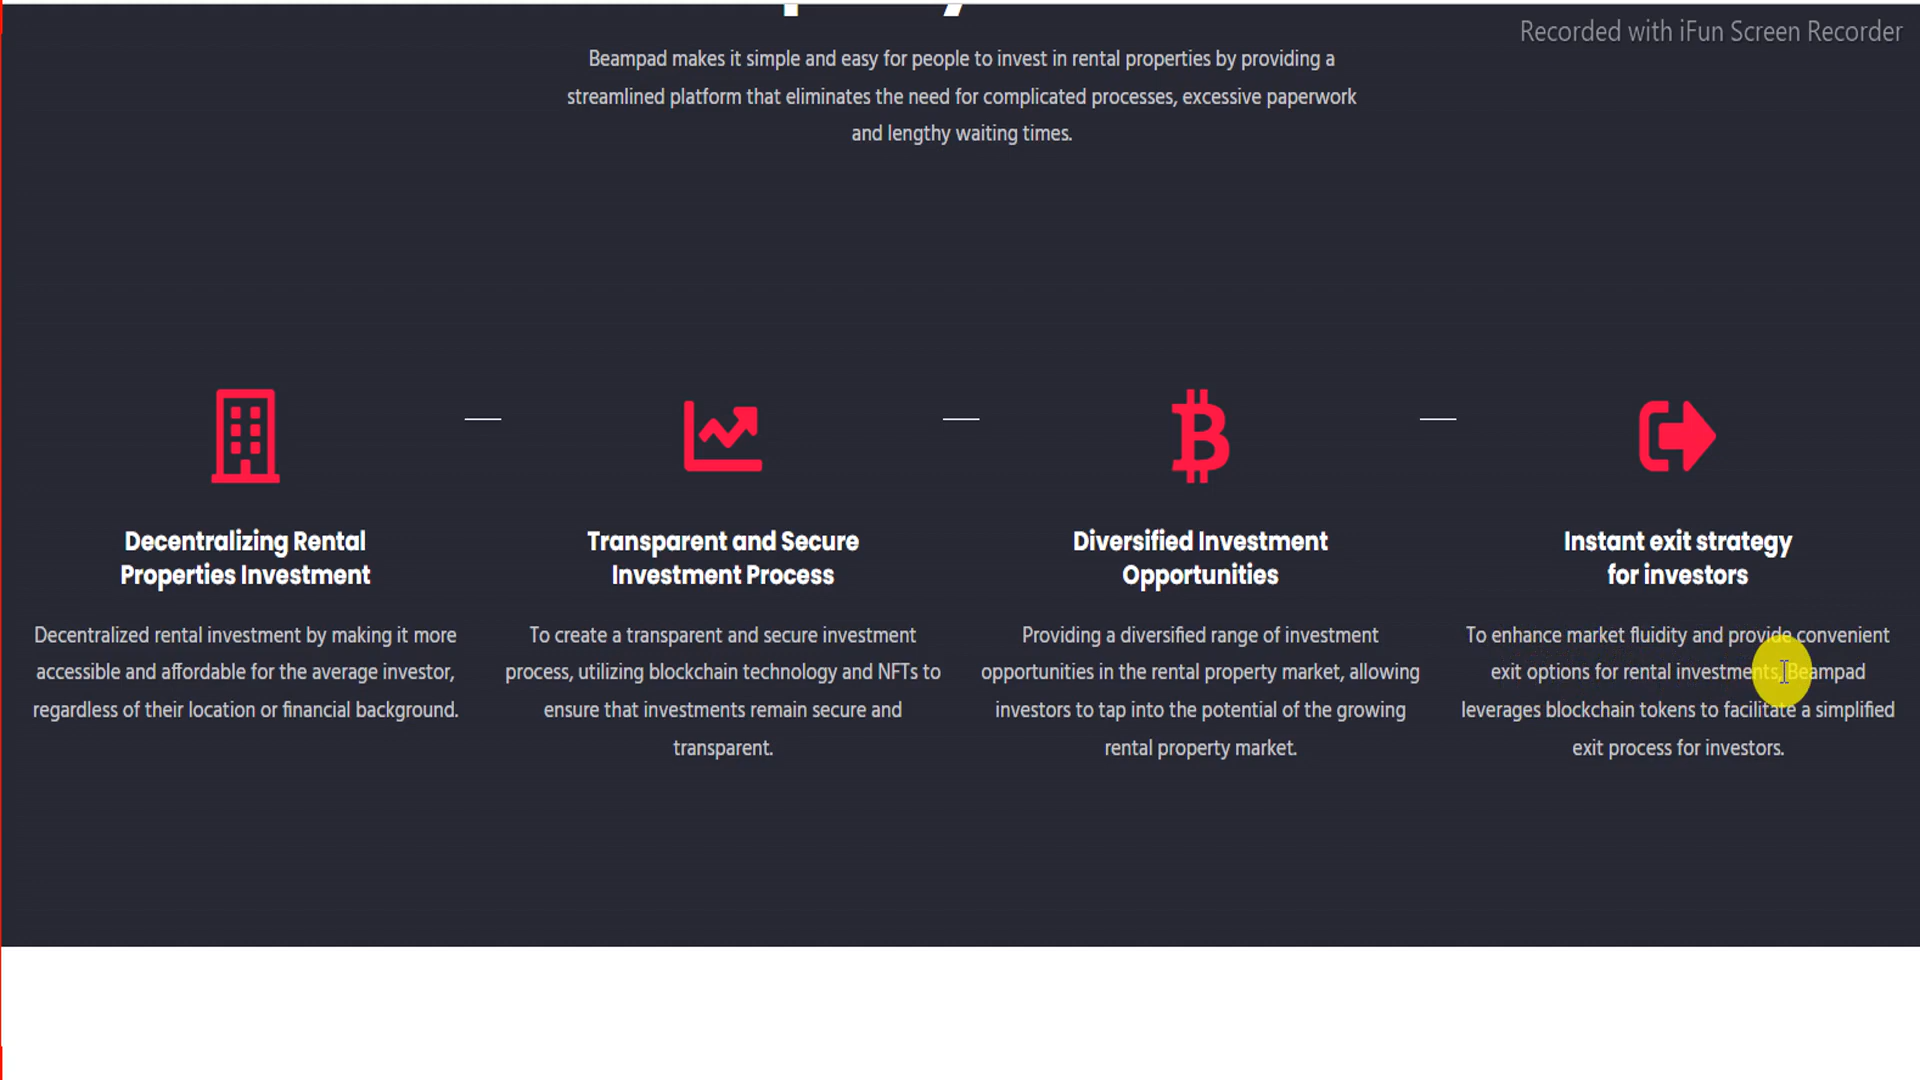 Recorded with iFun Screen Recorder
Beampad makes it simple and easy for people to invest in rental properties by providing a
streamlined platform that eliminates the need for complicated processes, excessive paperwork
and lengthy waiting times.
Decentralizing Rental
Properties Investment
Decentralized rental investment by making it more
accessible and affordable for the average investor,
regardless of their location or financial background.
Transparent and Secure
Investment Process
To create a transparent and secure investment
process, utilizing blockchain technology and NFTs to
ensure that investments remain secure and
transparent.
Diversified Investment
Opportunities
Providing a diversified range of investment
opportunities in the rental property market, allowing
investors to tap into the potential of the growing
rental property market.
Instant exit strategy
for investors
To enhance market fluidity and provide convenient
exit options for rental investments, Beampad
leverages blockchain tokens to facilitate a simplified
exit process for investors.